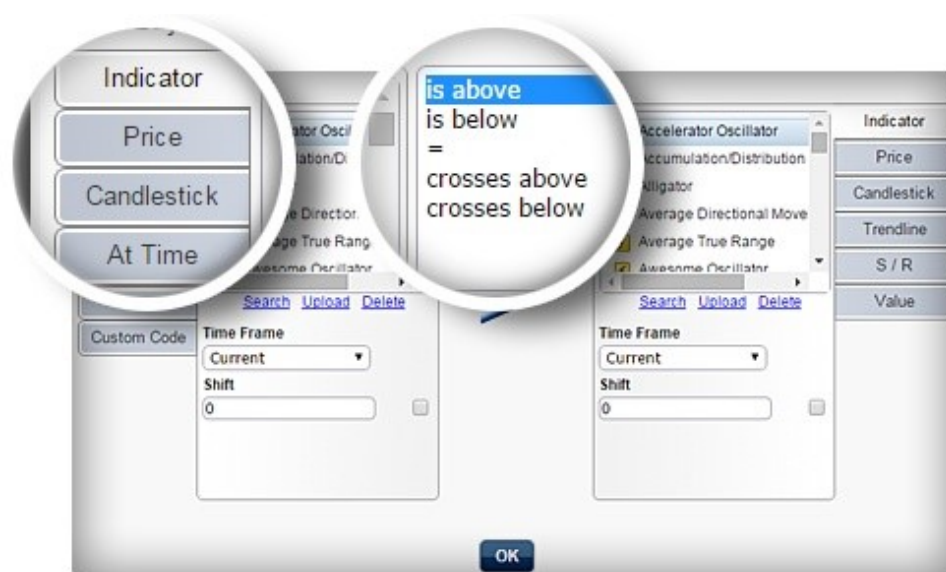 Indicator
Price
Candlestick
At Time
Custom Code
is above
is below
=
crosses above
crosses below
Search Upload Delete
Time Frame
Current
Shift
0
Accelerator Oscillator
Accumulation/Distribution
Alligator
Average Directional Move
Average True Range
Awesome Oscillator
Search Upload Delete
Time Frame
Current
Shift
0
Indicator
Price
Candlestick
Trendline
S / R
Value
OK